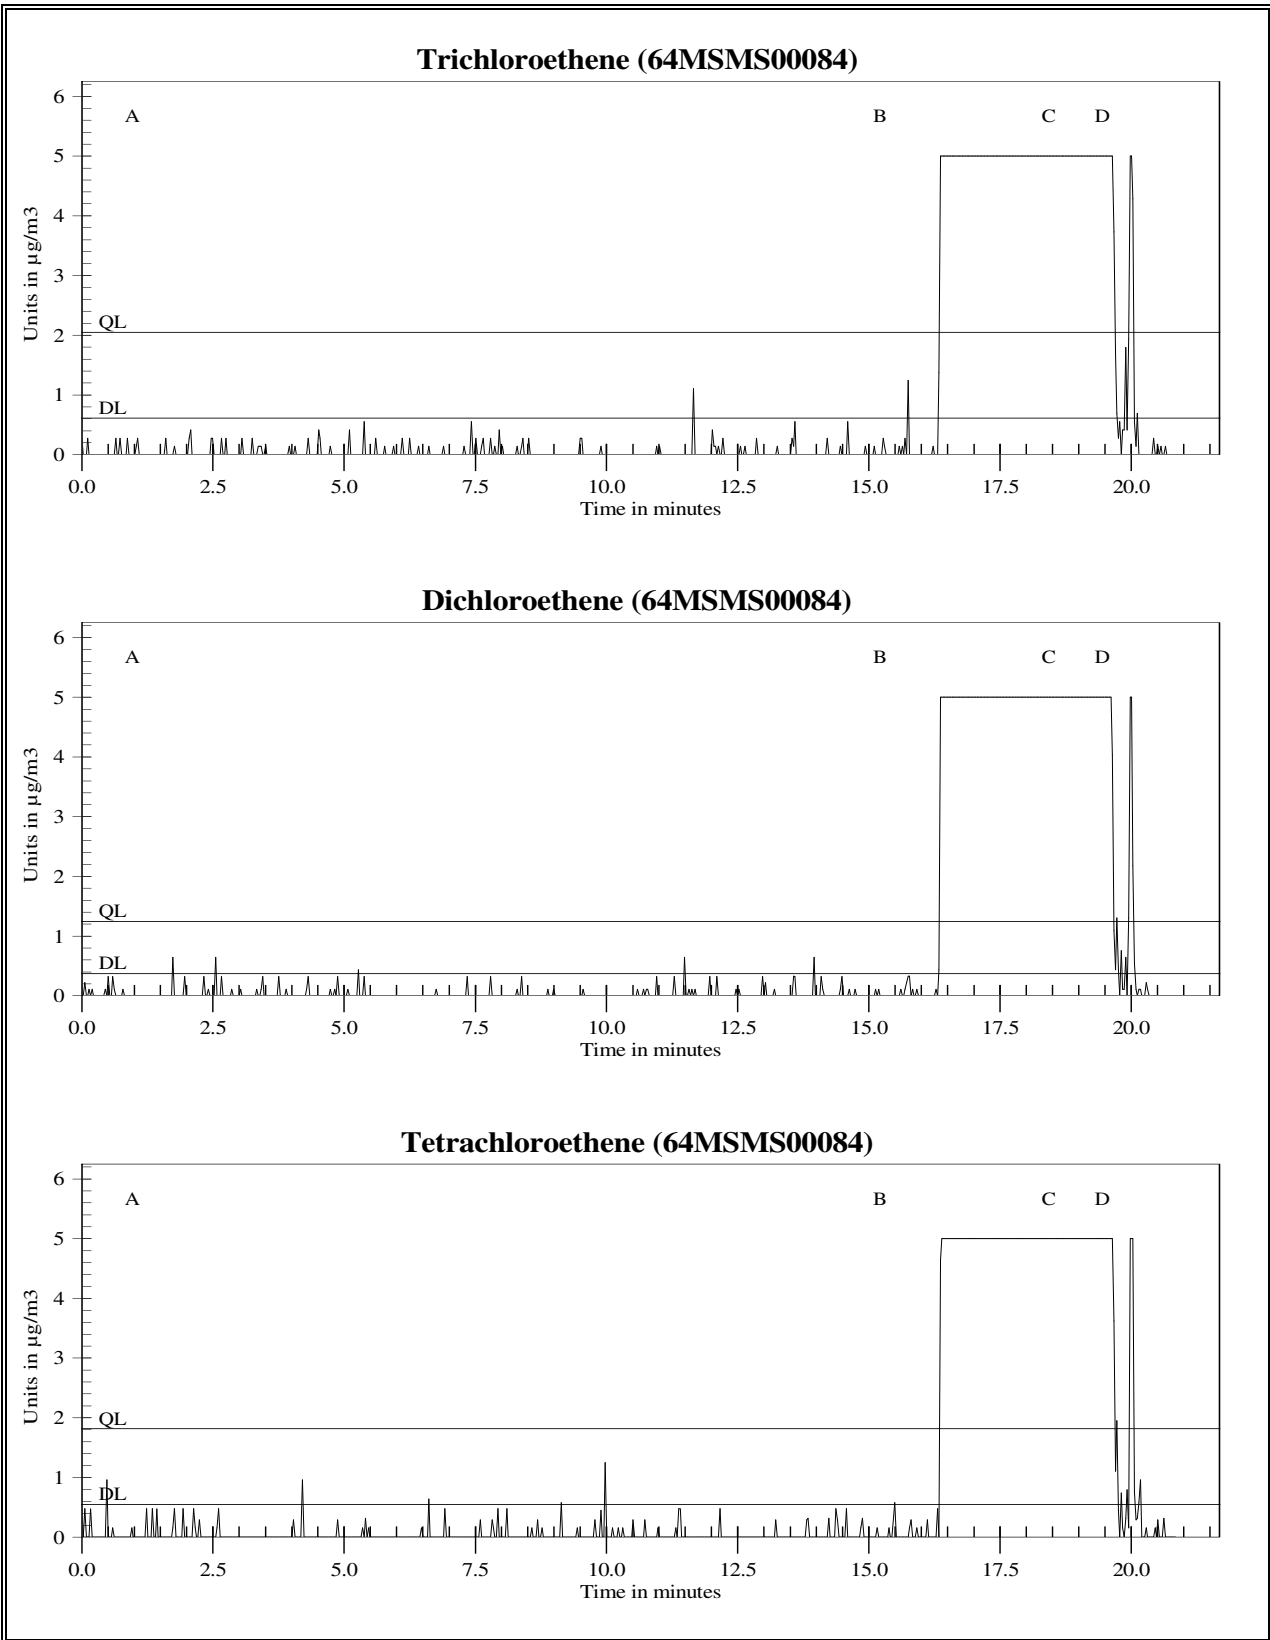 Trichloroethene (64MSMS00084)
6
A B C D
5
4
Units in µg/m3
3
QL
2
1
DL
0
0.0 2.5 5.0 7.5 10.0 12.5 15.0 17.5 20.0
Time in minutes
Dichloroethene (64MSMS00084)
6
A B C D
5
4
Units in µg/m3
3
2
QL
1
DL
0
0.0 2.5 5.0 7.5 10.0 12.5 15.0 17.5 20.0
Time in minutes
Tetrachloroethene (64MSMS00084)
6
A B C D
5
4
Units in µg/m3
3
2
QL
1
DL
0
0.0 2.5 5.0 7.5 10.0 12.5 15.0 17.5 20.0
Time in minutes